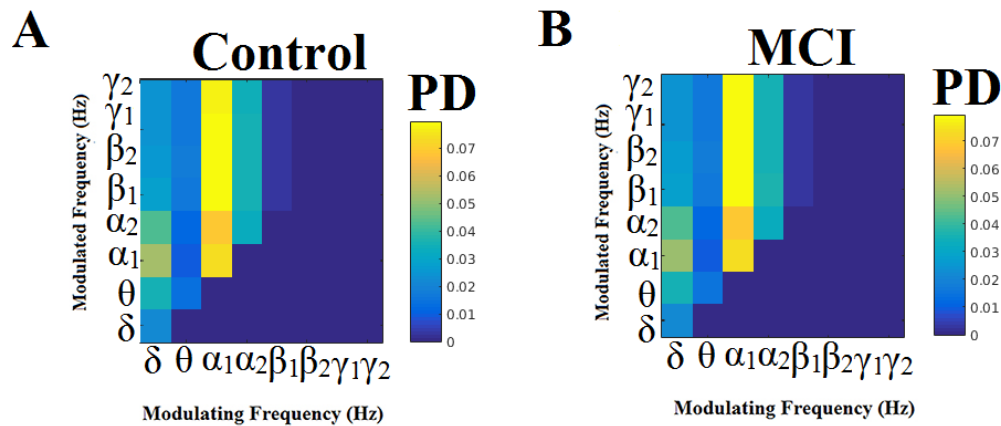 A
Control
PD
Modulated Frequency (Hz)
γ2
γ1
β2
β1
α2
α1
θ
δ
0.07
0.06
0.05
0.04
0.03
0.02
0.01
0
δ θ α1 α2 β1 β2 γ1 γ2
Modulating Frequency (Hz)
B
MCI
PD
Modulated Frequency (Hz)
γ2
γ1
β2
β1
α2
α1
θ
δ
0.07
0.06
0.05
0.04
0.03
0.02
0.01
0
δ θ α1 α2 β1 β2 γ1 γ2
Modulating Frequency (Hz)